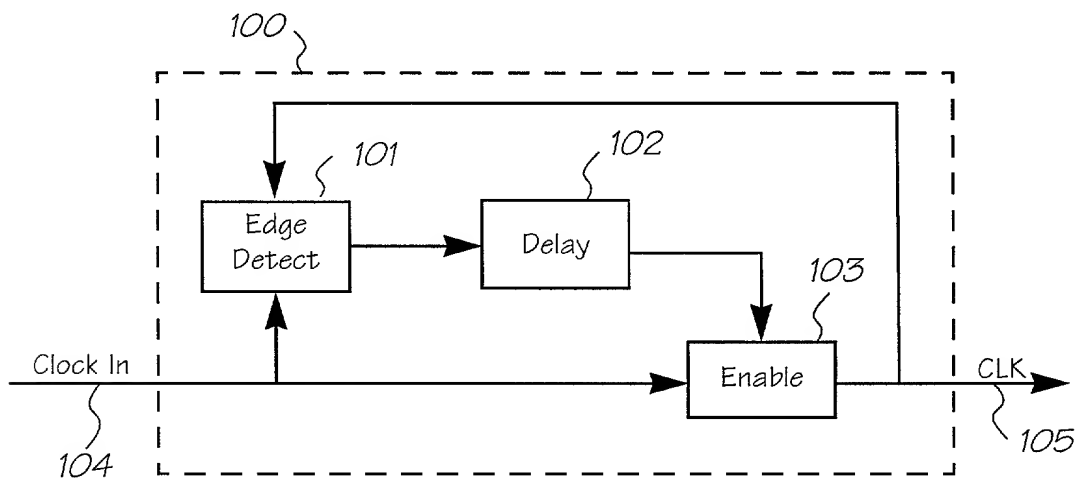 100
101
102
Edge
Detect
Delay
103
Clock In
Enable
CLK
104
105